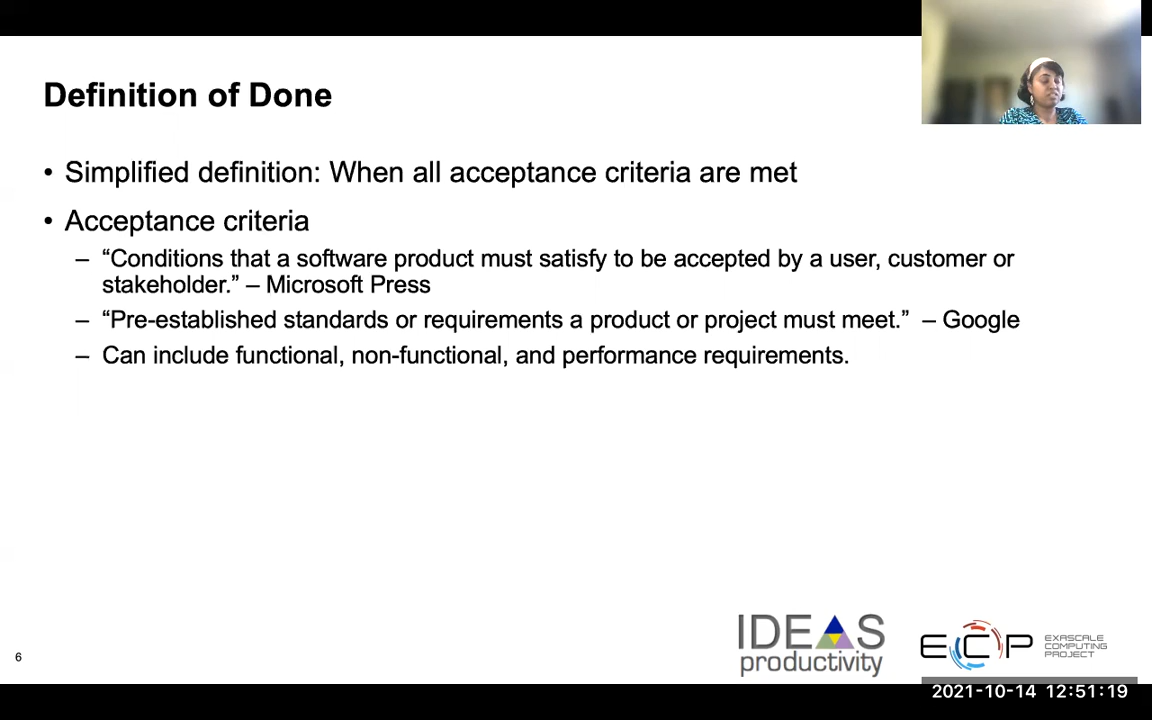 Definition of Done
• Simplified definition: When all acceptance criteria are met
• Acceptance criteria
– “Conditions that a software product must satisfy to be accepted by a user, customer or
stakeholder.” – Microsoft Press
– “Pre-established standards or requirements a product or project must meet.” – Google
– Can include functional, non-functional, and performance requirements.
6
IDEAS
productivity
ECP
EXASCALE
COMPUTING
PROJECT
2021-10-14 12:51:19